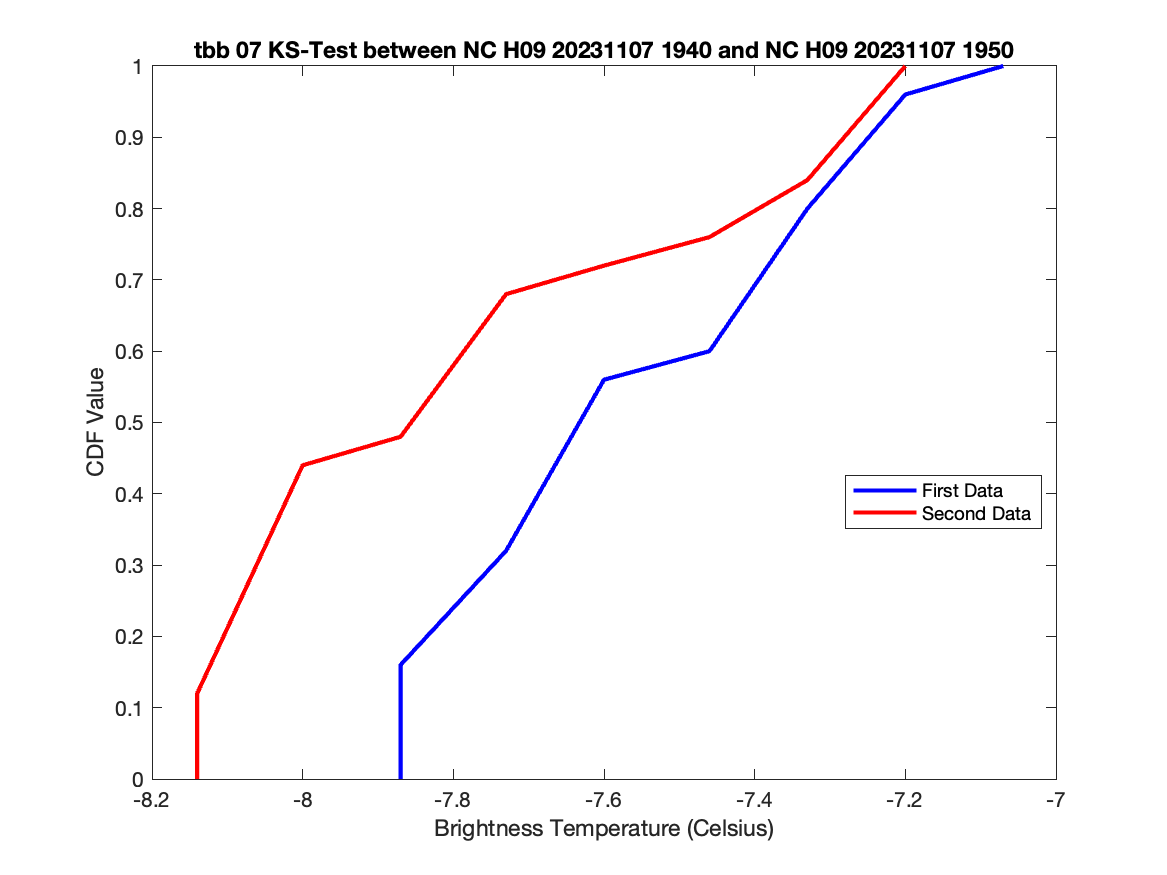 tbb 07 KS-Test between NC H09 20231107 1940 and NC H09 20231107 1950
1
0.9
0.8
0.7
0.6
0.5
0.4
0.3
0.2
0.1
0
CDF Value
First Data
Second Data
-8.2 -8 -7.8 -7.6 -7.4 -7.2 -7
Brightness Temperature (Celsius)